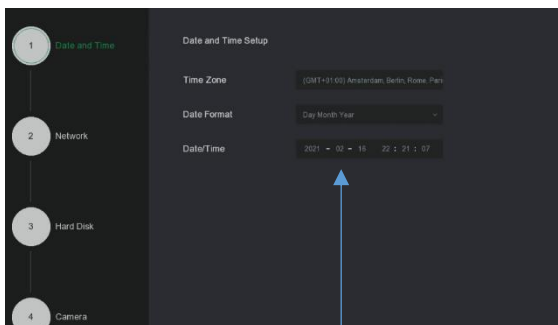 1 Date and Time
Date and Time Setup
Time Zone (GMT+01:00) Amsterdam, Berlin, Rome, Pari
Date Format Day Month Year
Date/Time 2021 - 02 - 16 22 : 21 : 07
2 Network
3 Hard Disk
4 Camera